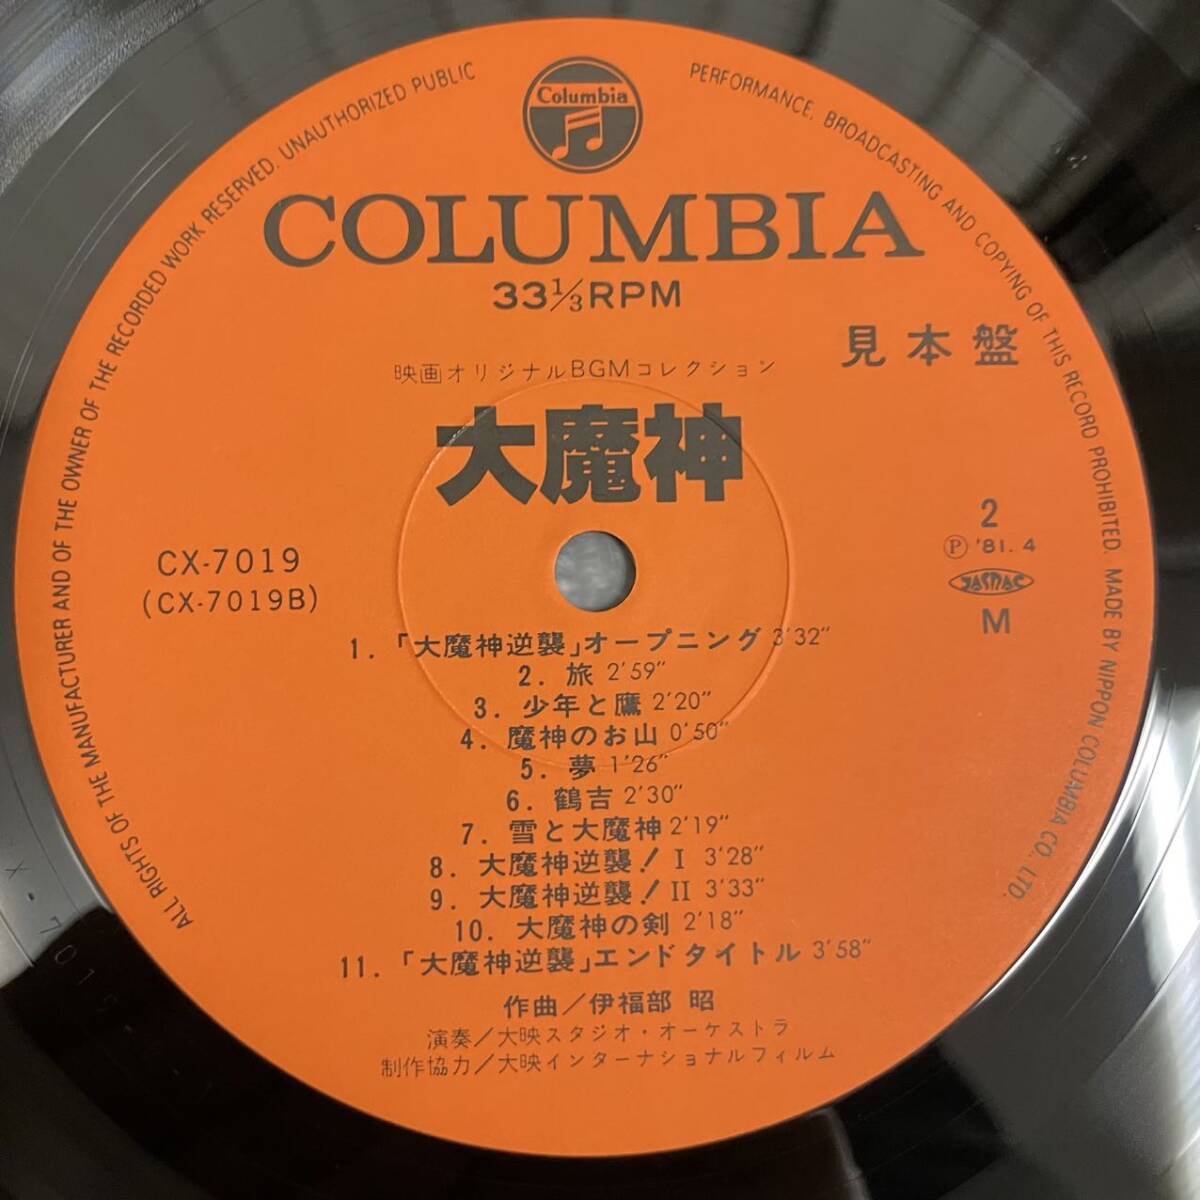 ALL RIGHTS OF THE MANUFACTURER AND OF THE OWNER OF THE RECORDED WORK RESERVED. UNAUTHORIZED PUBLIC PERFORMANCE, BROADCASTING AND COPYING OF THIS RECORD PROHIBITED. MADE BY NIPPON COLUMBIA CO., LTD.
Columbia
COLUMBIA
33 1/3 RPM
見本盤
映画オリジナルBGMコレクション
大魔神
CX-7019
(CX-7019B)
2
Ⓟ '81. 4
JASRAC
M
1. 「大魔神逆襲」オープニング 3'32"
2. 旅 2'59"
3. 少年と鷹 2'20"
4. 魔神のお山 0'50"
5. 夢 1'26"
6. 鶴吉 2'30"
7. 雪と大魔神 2'19"
8. 大魔神逆襲! I 3'28"
9. 大魔神逆襲! II 3'33"
10. 大魔神の剣 2'18"
11. 「大魔神逆襲」エンドタイトル 3'58"
作曲/伊福部 昭
演奏/大映スタジオ・オーケストラ
制作協力/大映インターナショナルフィルム